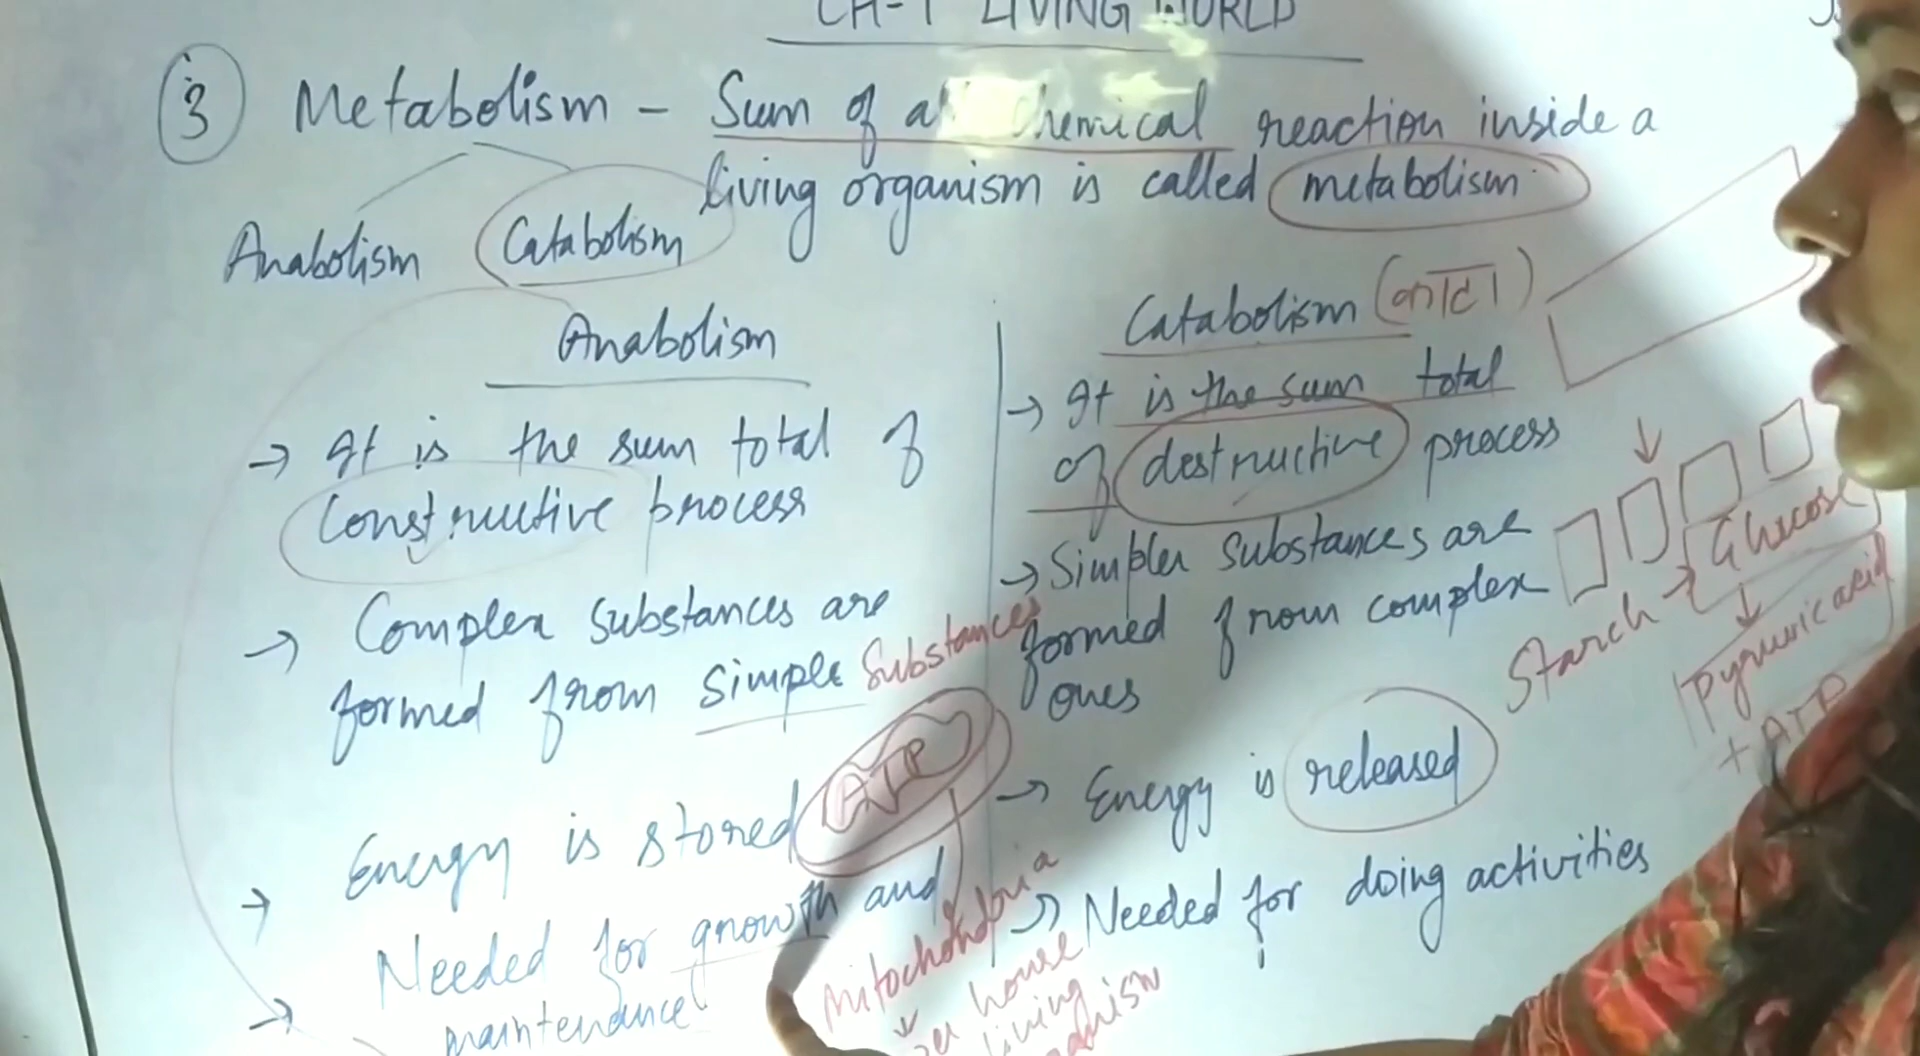 CH-1 LIVING WORLD
3 Metabolism - Sum of all chemical reaction inside a
living organism is called metabolism
Anabolism Catabolism
Anabolism
→ It is the sum total of
constructive process
→ Complex substances are
formed from simple substances
→ Energy is stored ATP
→ Needed for growth and
maintenance
Mitochondria
house
living
Catabolism (काटा)
→ It is the sum total
of destructive process
→ Simpler substances are
formed from complex
ones
→ Energy is released
→ Needed for doing activities
Starch → Glucose
Pyruvic acid
+ ATP